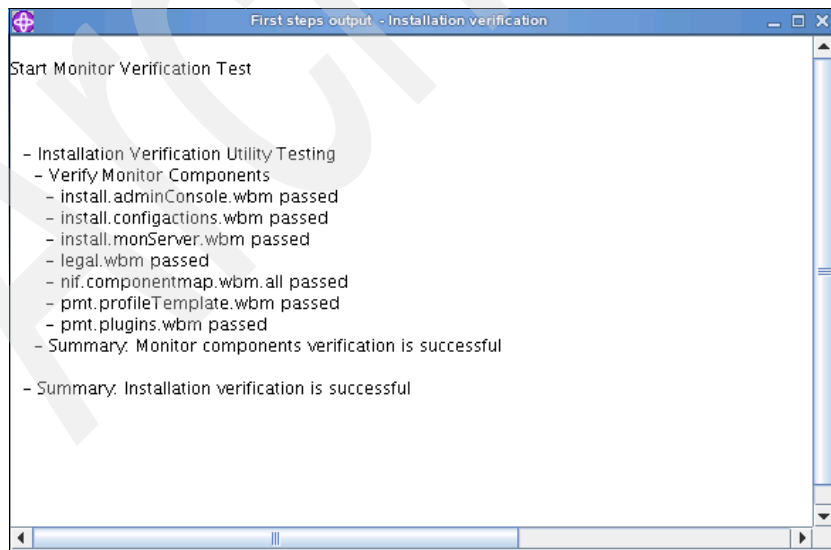 First steps output - Installation verification
Start Monitor Verification Test
- Installation Verification Utility Testing
- Verify Monitor Components
- install.adminConsole.wbm passed
- install.configactions.wbm passed
- install.monServer.wbm passed
- legal.wbm passed
- nif.componentmap.wbm.all passed
- pmt.profileTemplate.wbm passed
- pmt.plugins.wbm passed
- Summary: Monitor components verification is successful
- Summary: Installation verification is successful